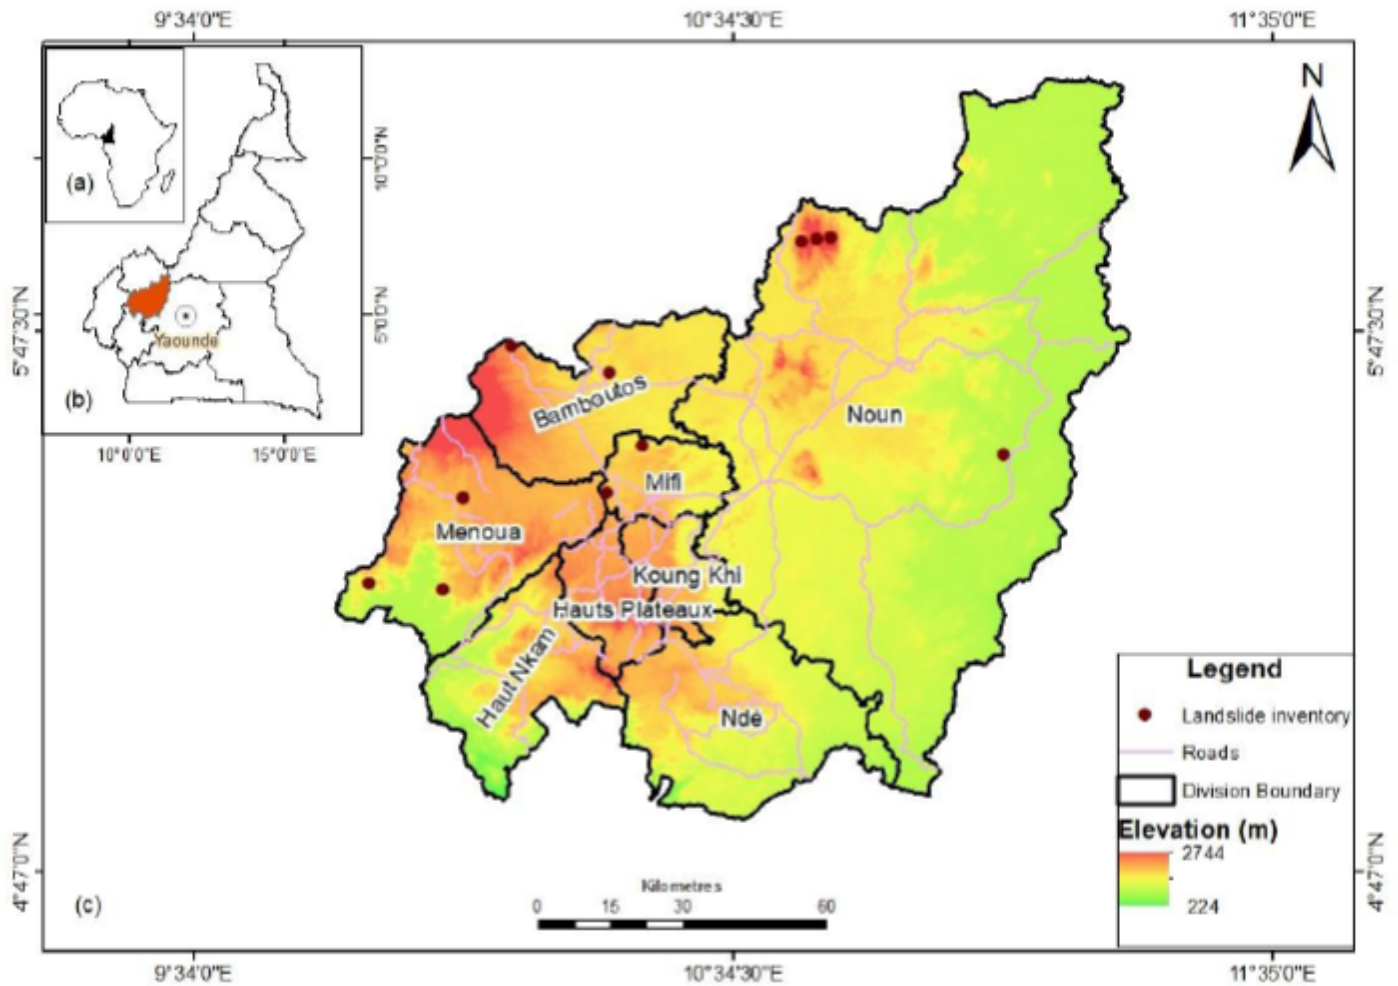 9°34'0"E 10°34'30"E 11°35'0"E
N
(a)
10°0'0"N
5°47'30"N
5°0'0"N
5°47'30"N
Yaounde
(b)
10°0'0"E 15°0'0"E
Bamboutos
Noun
Mifi
Menoua
Koung Khi
Hauts Plateaux
Haut Nkam
Ndè
Legend
Landslide inventory
Roads
Division Boundary
Elevation (m)
2744
224
4°47'0"N
4°47'0"N
(c)
Kilometres
0 15 30 60
9°34'0"E 10°34'30"E 11°35'0"E